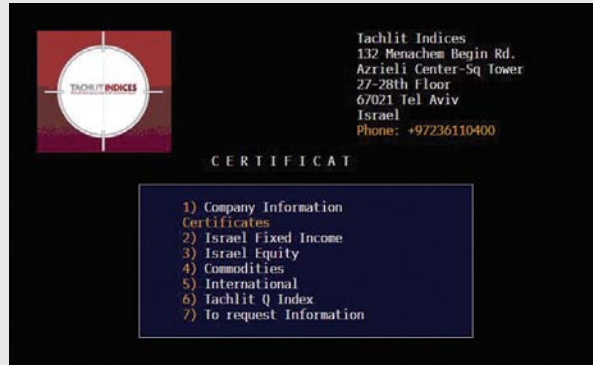 TACHLIT INDICES
Tachlit Indices
132 Menachem Begin Rd.
Azrieli Center-Sq Tower
27-28th Floor
67021 Tel Aviv
Israel
Phone: +97236110400
C E R T I F I C A T
1) Company Information
Certificates
2) Israel Fixed Income
3) Israel Equity
4) Commodities
5) International
6) Tachlit Q Index
7) To request Information